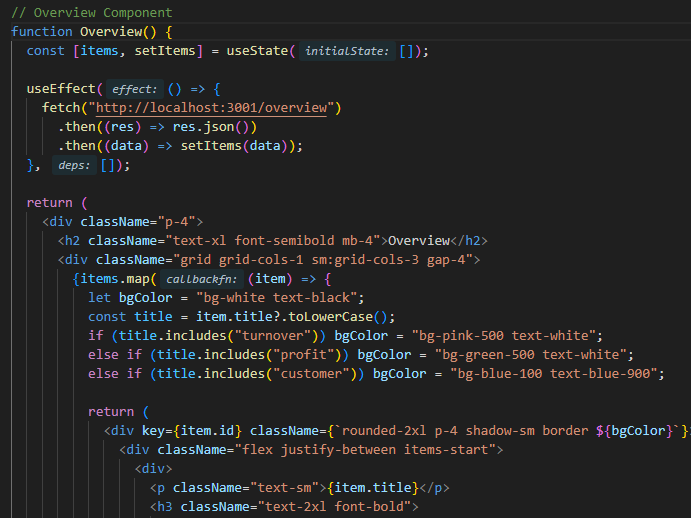 // Overview Component
function Overview() {
  const [items, setItems] = useState( initialState: []);

  useEffect( effect: () => {
    fetch("http://localhost:3001/overview")
      .then((res) => res.json())
      .then((data) => setItems(data));
  }, deps: []);

  return (
    <div className="p-4">
      <h2 className="text-xl font-semibold mb-4">Overview</h2>
      <div className="grid grid-cols-1 sm:grid-cols-3 gap-4">
        {items.map( callbackfn: (item) => {
          let bgColor = "bg-white text-black";
          const title = item.title?.toLowerCase();
          if (title.includes("turnover")) bgColor = "bg-pink-500 text-white";
          else if (title.includes("profit")) bgColor = "bg-green-500 text-white";
          else if (title.includes("customer")) bgColor = "bg-blue-100 text-blue-900";

          return (
            <div key={item.id} className={`rounded-2xl p-4 shadow-sm border ${bgColor}`}
              <div className="flex justify-between items-start">
                <div>
                  <p className="text-sm">{item.title}</p>
                  <h3 className="text-2xl font-bold">